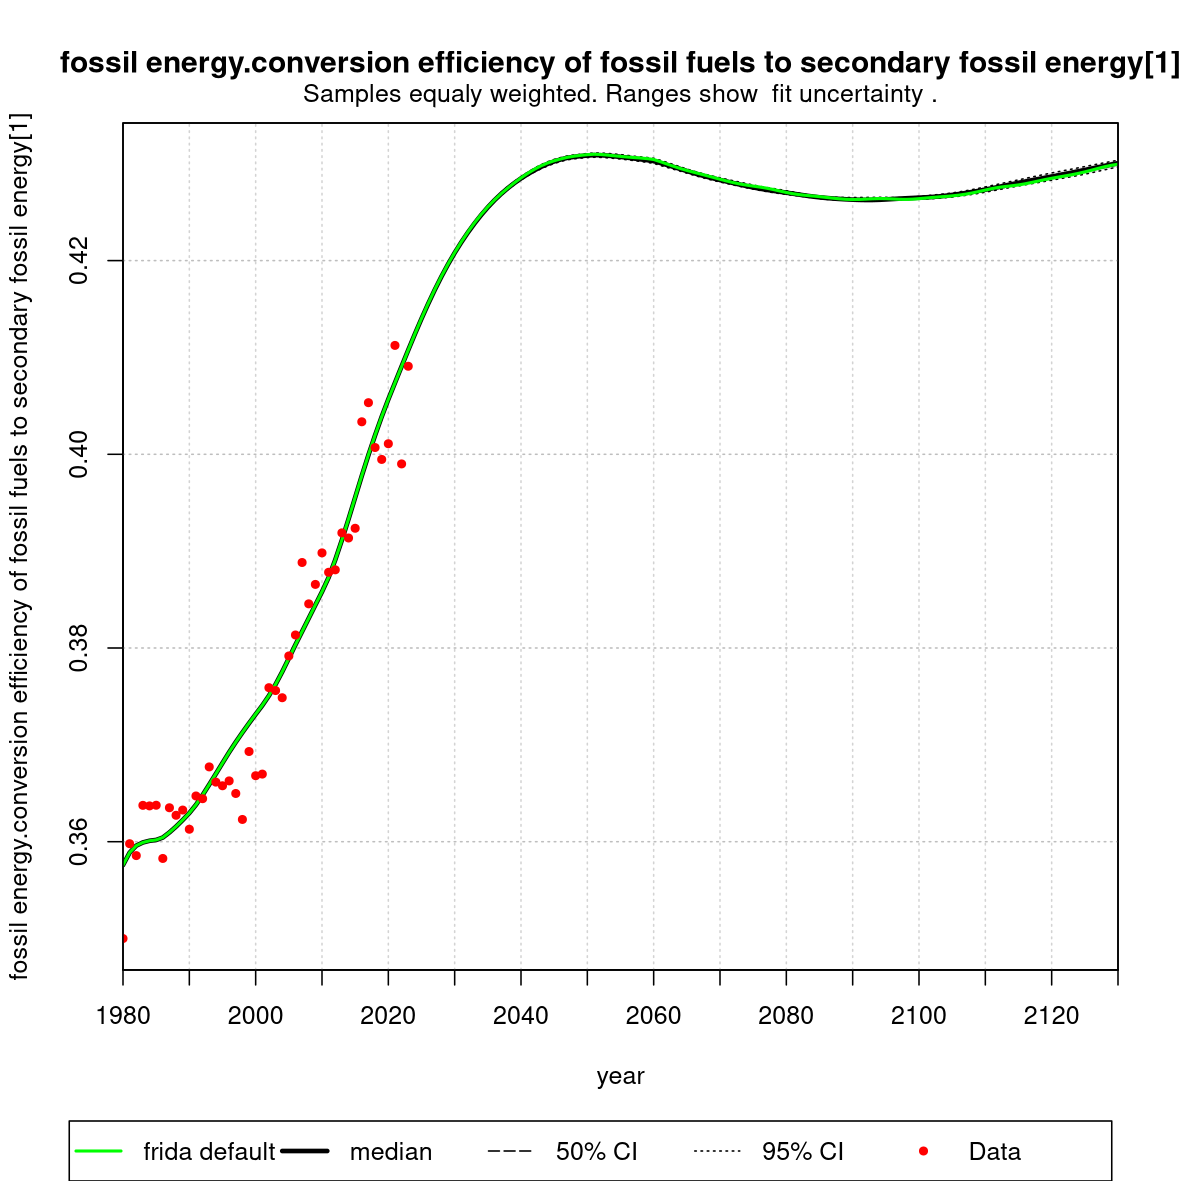 fossil energy.conversion efficiency of fossil fuels to secondary fossil energy[1]
Samples equaly weighted. Ranges show  fit uncertainty .
fossil energy.conversion efficiency of fossil fuels to secondary fossil energy[1]
0.42
0.40
0.38
0.36
1980 2000 2020 2040 2060 2080 2100 2120
year
frida default median 50% CI 95% CI Data